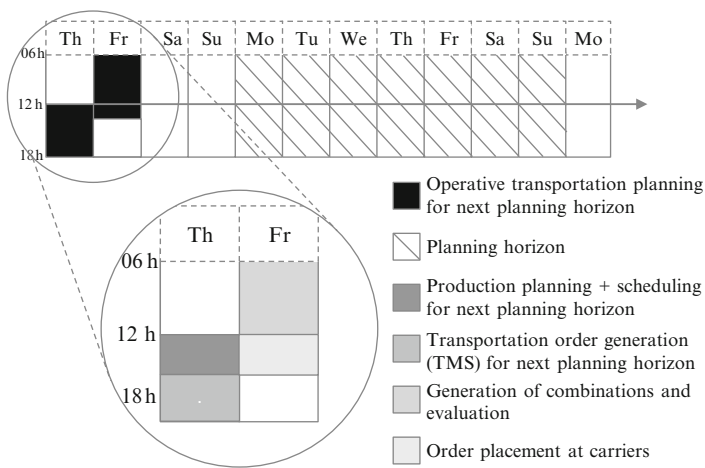 Th Fr Sa Su Mo Tu We Th Fr Sa Su Mo
06h
12h
18h
Th Fr
06 h
12 h
18h
Operative transportation planning
for next planning horizon
Planning horizon
Production planning + scheduling
for next planning horizon
Transportation order generation
(TMS) for next planning horizon
Generation of combinations and
evaluation
Order placement at carriers